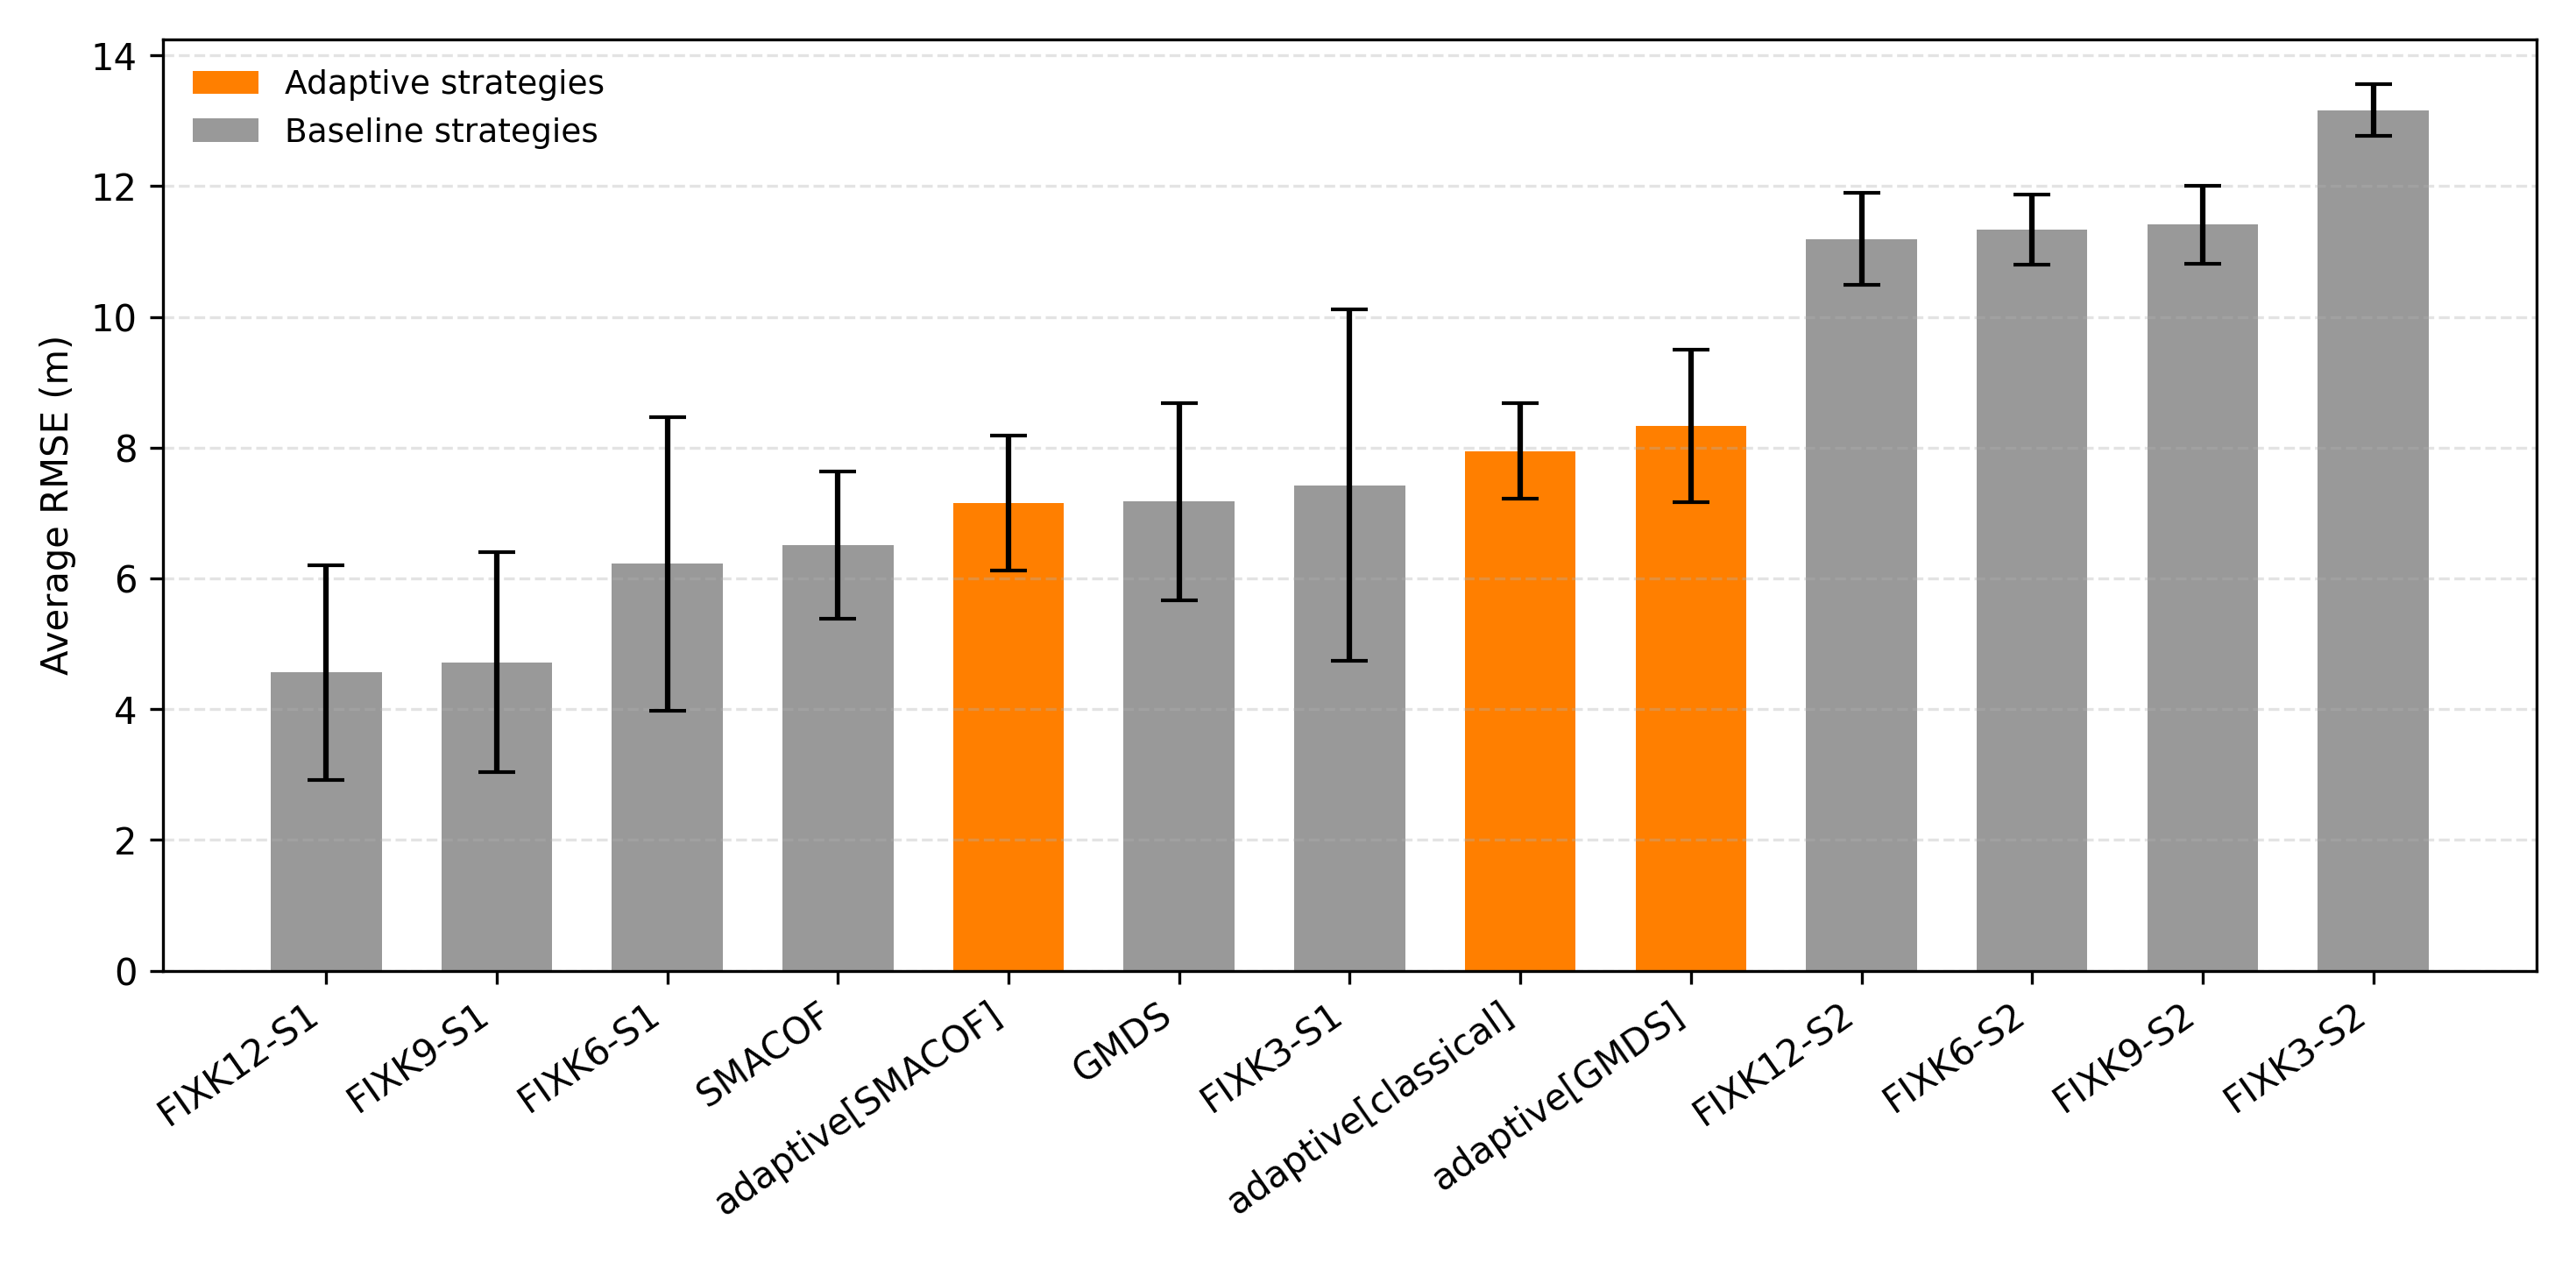 Adaptive strategies
Baseline strategies
Average RMSE (m)
14
12
10
8
6
4
2
0
FIXK12-S1
FIXK9-S1
FIXK6-S1
SMACOF
adaptive[SMACOF]
GMDS
FIXK3-S1
adaptive[classical]
adaptive[GMDS]
FIXK12-S2
FIXK6-S2
FIXK9-S2
FIXK3-S2